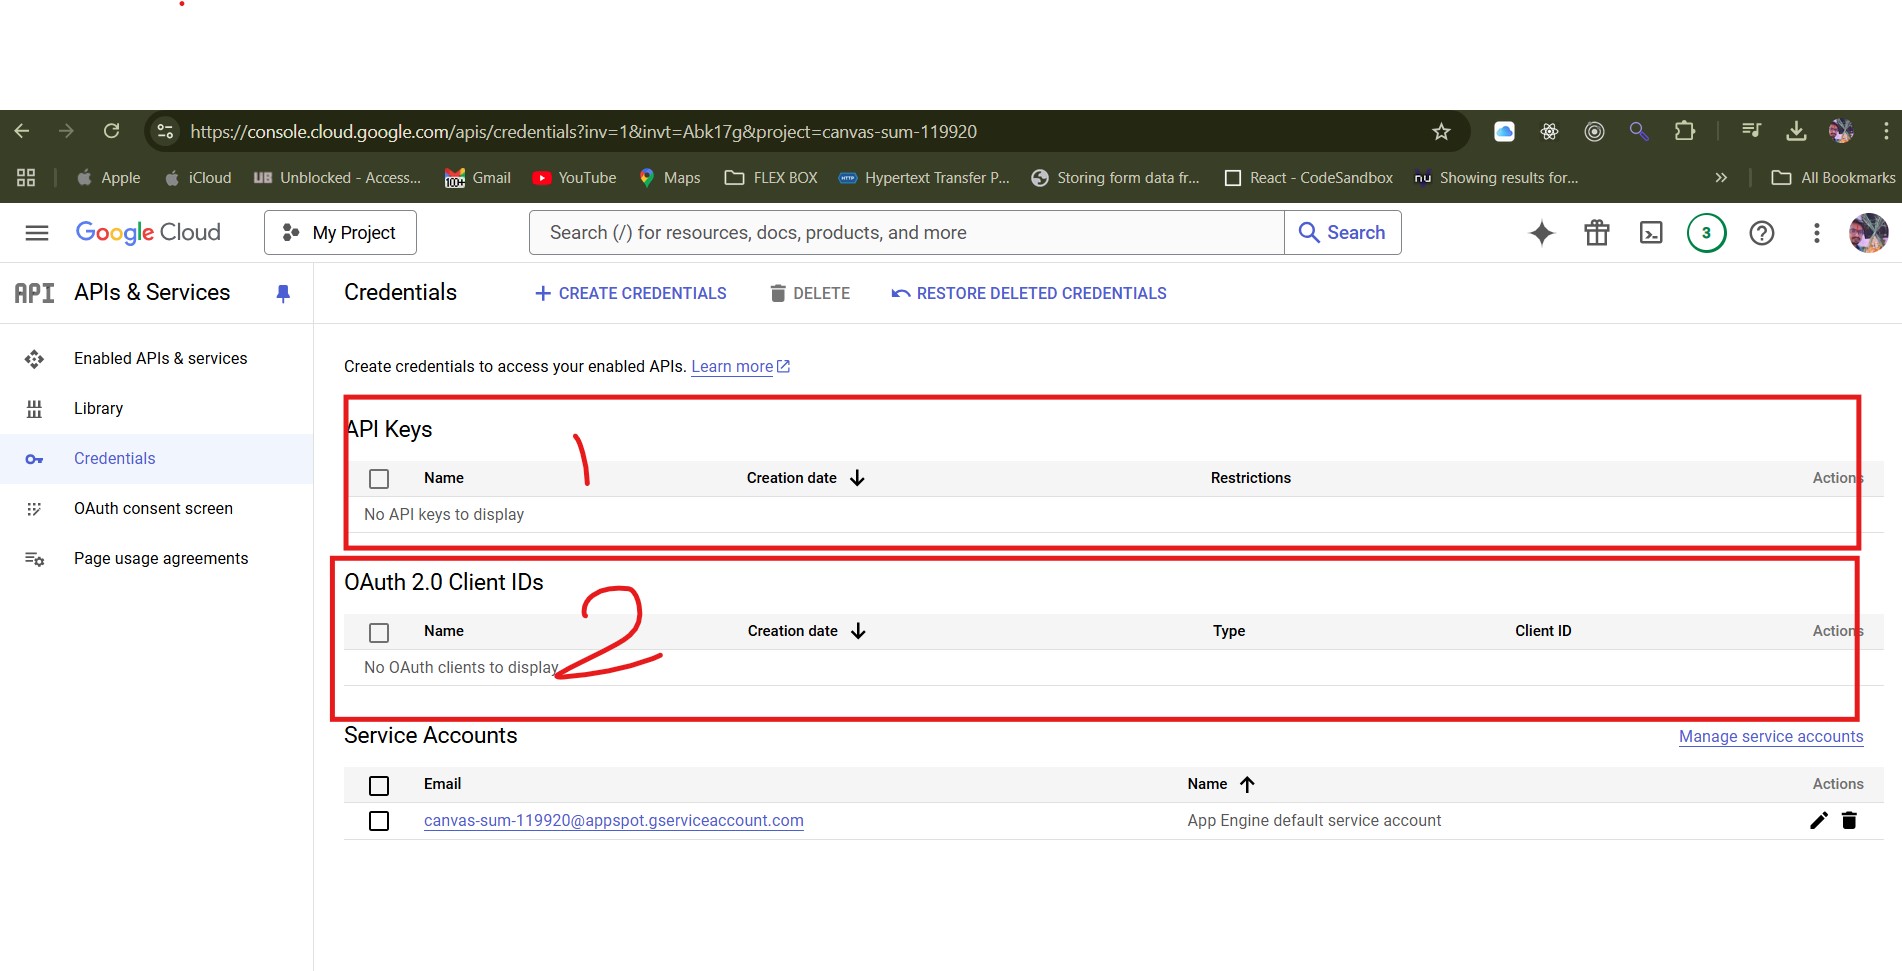 https://console.cloud.google.com/apis/credentials?inv=1&invt=Abk17g&project=canvas-sum-119920
Apple iCloud UB Unblocked - Access... 100+ Gmail YouTube Maps FLEX BOX HTTP Hypertext Transfer P... Storing form data fr... React - CodeSandbox nu Showing results for... » All Bookmarks
Google Cloud My Project Search (/) for resources, docs, products, and more Search 3
API APIs & Services Credentials CREATE CREDENTIALS DELETE RESTORE DELETED CREDENTIALS
Enabled APIs & services
Library
Credentials
OAuth consent screen
Page usage agreements
Create credentials to access your enabled APIs. Learn more
API Keys
1
Name Creation date Restrictions Actions
No API keys to display
OAuth 2.0 Client IDs
2
Name Creation date Type Client ID Actions
No OAuth clients to display
Service Accounts Manage service accounts
Email Name Actions
canvas-sum-119920@appspot.gserviceaccount.com App Engine default service account